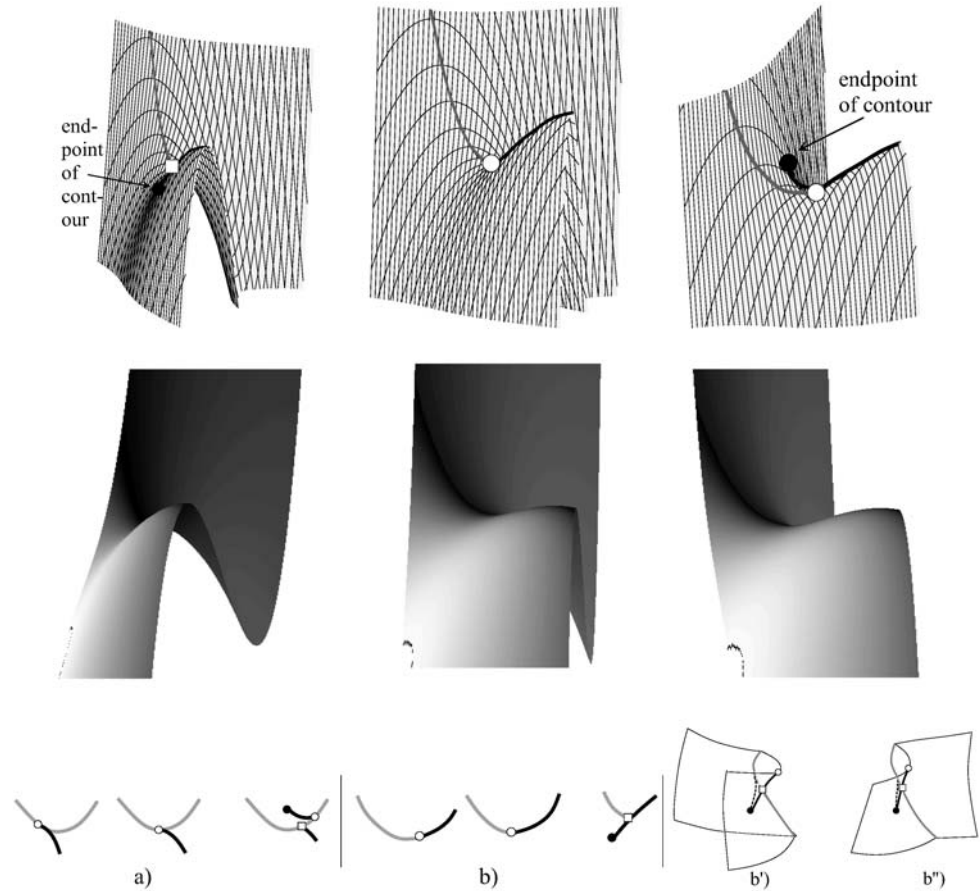 end-
point
of
cont-
our
endpoint
of contour
a)
b)
b')
b'')